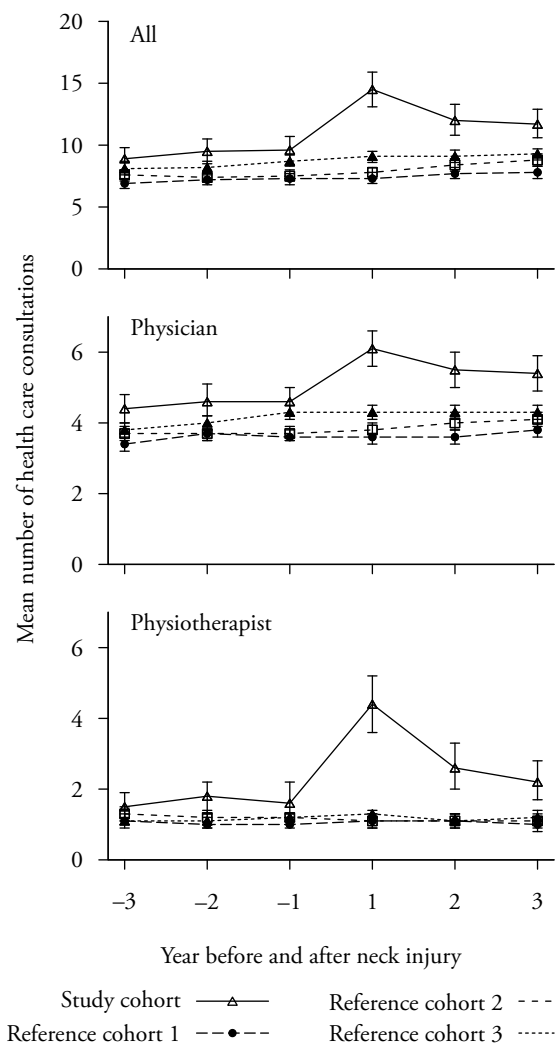 20
All
15
10
5
0
Physician
6
4
2
0
Physiotherapist
6
4
2
0
Mean number of health care consultations
–3 –2 –1 1 2 3
Year before and after neck injury
Study cohort
Reference cohort 2
Reference cohort 1
Reference cohort 3